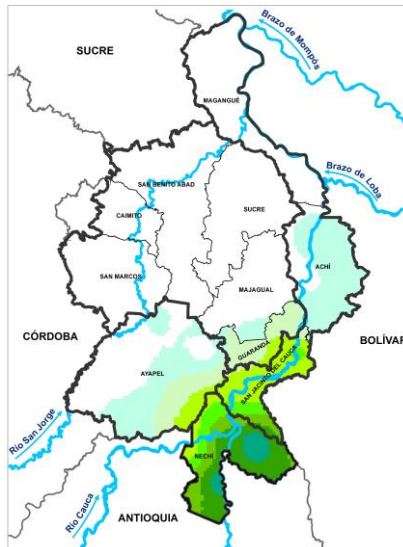 SUCRE
Brazo de Mompós
MAGANGUÉ
Brazo de Loba
SAN BENITO ABAD
CAIMITO
SUCRE
ACHÍ
SAN MARCOS
MAJAGUAL
CÓRDOBA
BOLÍVAR
GUARANDA
AYAPEL
SAN JACINTO DEL CAUCA
Río San Jorge
NECHÍ
Río Cauca
ANTIOQUIA